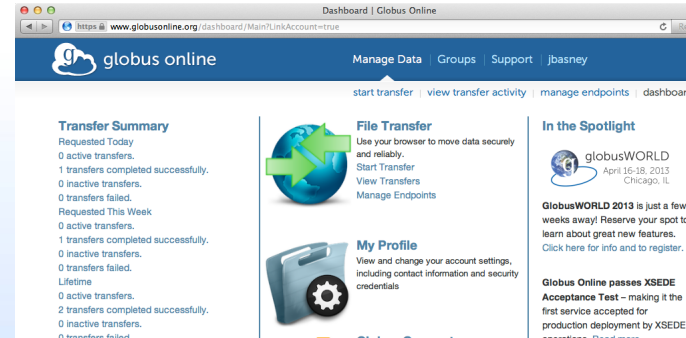 Dashboard | Globus Online
https www.globusonline.org/dashboard/Main?LinkAccount=true
globus online
Manage Data | Groups | Support | jbasney
start transfer | view transfer activity | manage endpoints | dashboar
Transfer Summary
Requested Today
0 active transfers.
1 transfers completed successfully.
0 inactive transfers.
0 transfers failed.
Requested This Week
0 active transfers.
1 transfers completed successfully.
0 inactive transfers.
0 transfers failed.
Lifetime
0 active transfers.
2 transfers completed successfully.
0 inactive transfers.
0 transfers failed
File Transfer
Use your browser to move data securely
and reliably.
Start Transfer
View Transfers
Manage Endpoints
My Profile
View and change your account settings,
including contact information and security
credentials
In the Spotlight
globusWORLD
April 16-18, 2013
Chicago, IL
GlobusWORLD 2013 is just a few
weeks away! Reserve your spot to
learn about great new features.
Click here for info and to register.
Globus Online passes XSEDE
Acceptance Test – making it the
first service accepted for
production deployment by XSEDE
operations. Read more